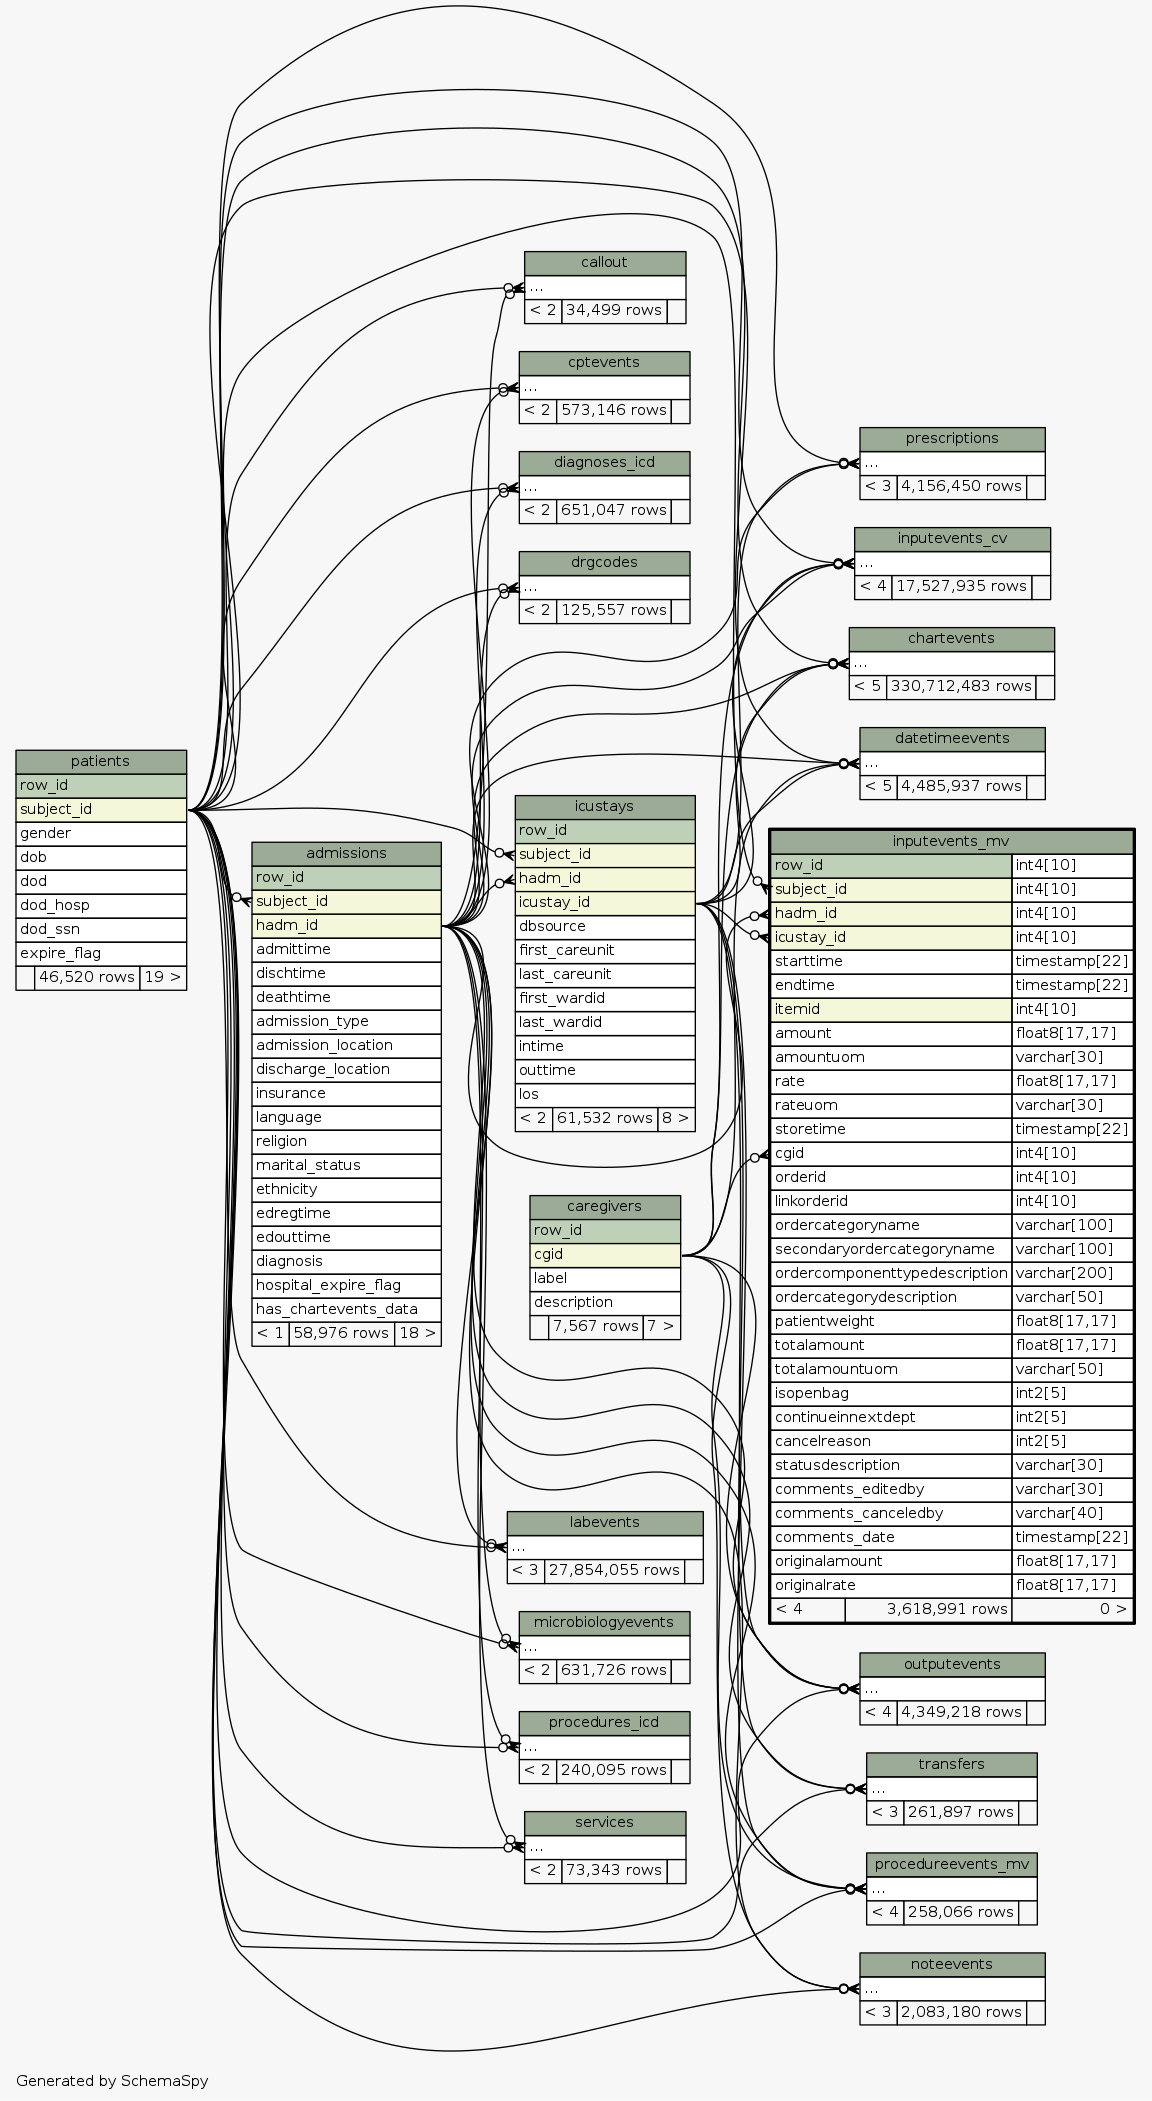 callout
...
< 2 34,499 rows
cptevents
...
< 2 573,146 rows
diagnoses_icd
...
< 2 651,047 rows
drgcodes
...
< 2 125,557 rows
prescriptions
...
< 3 4,156,450 rows
inputevents_cv
...
< 4 17,527,935 rows
chartevents
...
< 5 330,712,483 rows
datetimeevents
...
< 5 4,485,937 rows
patients
row_id
subject_id
gender
dob
dod
dod_hosp
dod_ssn
expire_flag
46,520 rows 19 >
admissions
row_id
subject_id
hadm_id
admittime
dischtime
deathtime
admission_type
admission_location
discharge_location
insurance
language
religion
marital_status
ethnicity
edregtime
edouttime
diagnosis
hospital_expire_flag
has_chartevents_data
< 1 58,976 rows 18 >
icustays
row_id
subject_id
hadm_id
icustay_id
dbsource
first_careunit
last_careunit
first_wardid
last_wardid
intime
outtime
los
< 2 61,532 rows 8 >
caregivers
row_id
cgid
label
description
7,567 rows 7 >
inputevents_mv
row_id int4[10]
subject_id int4[10]
hadm_id int4[10]
icustay_id int4[10]
starttime timestamp[22]
endtime timestamp[22]
itemid int4[10]
amount float8[17,17]
amountuom varchar[30]
rate float8[17,17]
rateuom varchar[30]
storetime timestamp[22]
cgid int4[10]
orderid int4[10]
linkorderid int4[10]
ordercategoryname varchar[100]
secondaryordercategoryname varchar[100]
ordercomponenttypedescription varchar[200]
ordercategorydescription varchar[50]
patientweight float8[17,17]
totalamount float8[17,17]
totalamountuom varchar[50]
isopenbag int2[5]
continueinnextdept int2[5]
cancelreason int2[5]
statusdescription varchar[30]
comments_editedby varchar[30]
comments_canceledby varchar[40]
comments_date timestamp[22]
originalamount float8[17,17]
originalrate float8[17,17]
< 4 3,618,991 rows 0 >
labevents
...
< 3 27,854,055 rows
microbiologyevents
...
< 2 631,726 rows
procedures_icd
...
< 2 240,095 rows
services
...
< 2 73,343 rows
outputevents
...
< 4 4,349,218 rows
transfers
...
< 3 261,897 rows
procedureevents_mv
...
< 4 258,066 rows
noteevents
...
< 3 2,083,180 rows
Generated by SchemaSpy